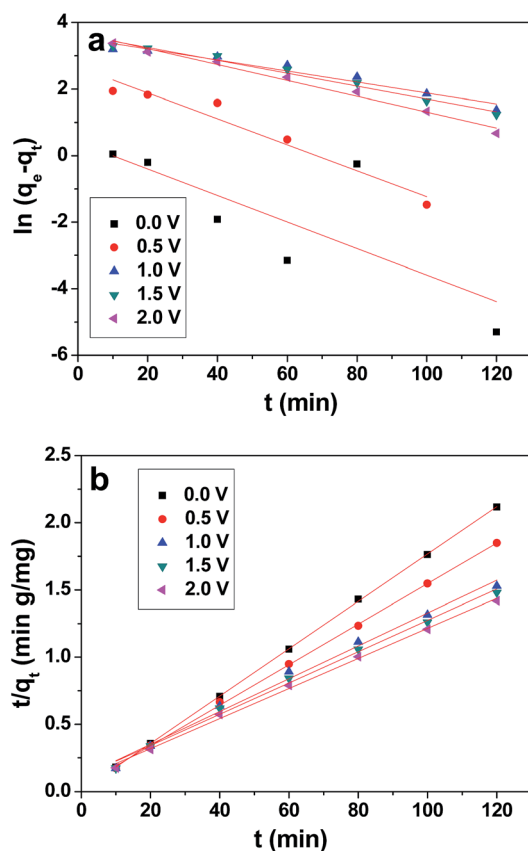 a
ln (qe-qt)
4
2
0
-2
-4
-6
0.0 V
0.5 V
1.0 V
1.5 V
2.0 V
0 20 40 60 80 100 120
t (min)
b
t/qt (min g/mg)
2.5
2.0
1.5
1.0
0.5
0.0
0.0 V
0.5 V
1.0 V
1.5 V
2.0 V
0 20 40 60 80 100 120
t (min)